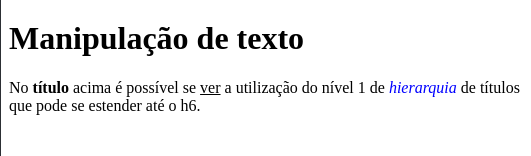 Manipulação de texto
No título acima é possível se ver a utilização do nível 1 de hierarquia de títulos
que pode se estender até o h6.